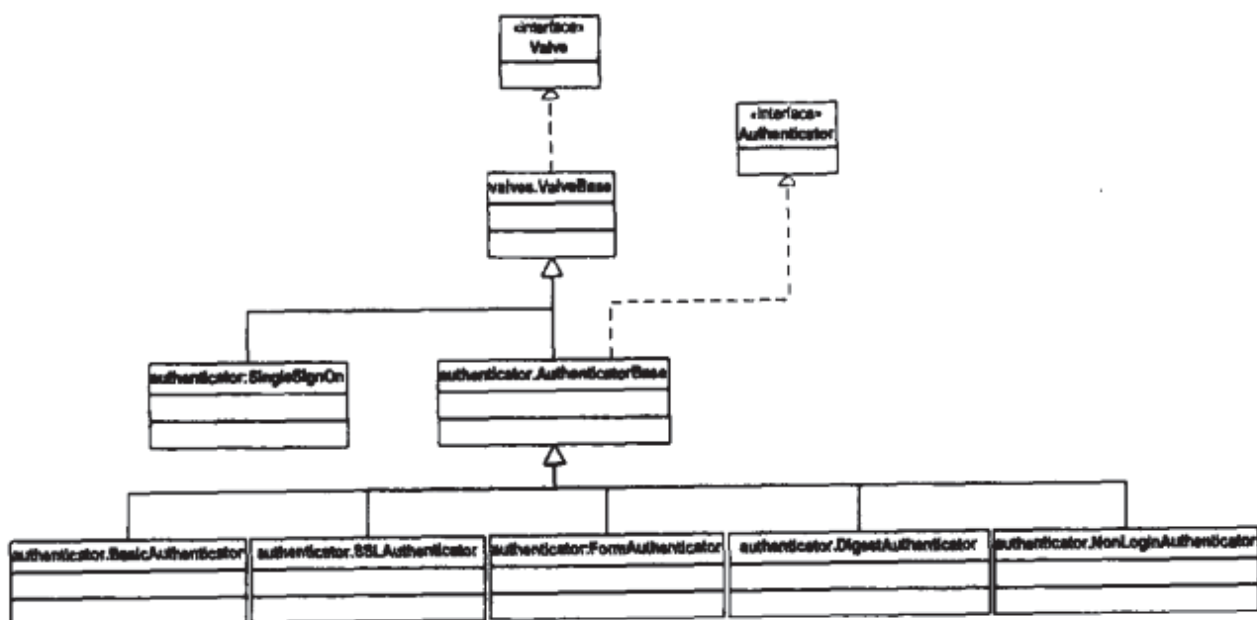 «interface»
Valve
«interface»
Authenticator
valves.ValveBase
authenticator.SingleSignOn
authenticator.AuthenticatorBase
authenticator.BasicAuthenticator
authenticator.SSLAuthenticator
authenticator.FormAuthenticator
authenticator.DigestAuthenticator
authenticator.NonLoginAuthenticator